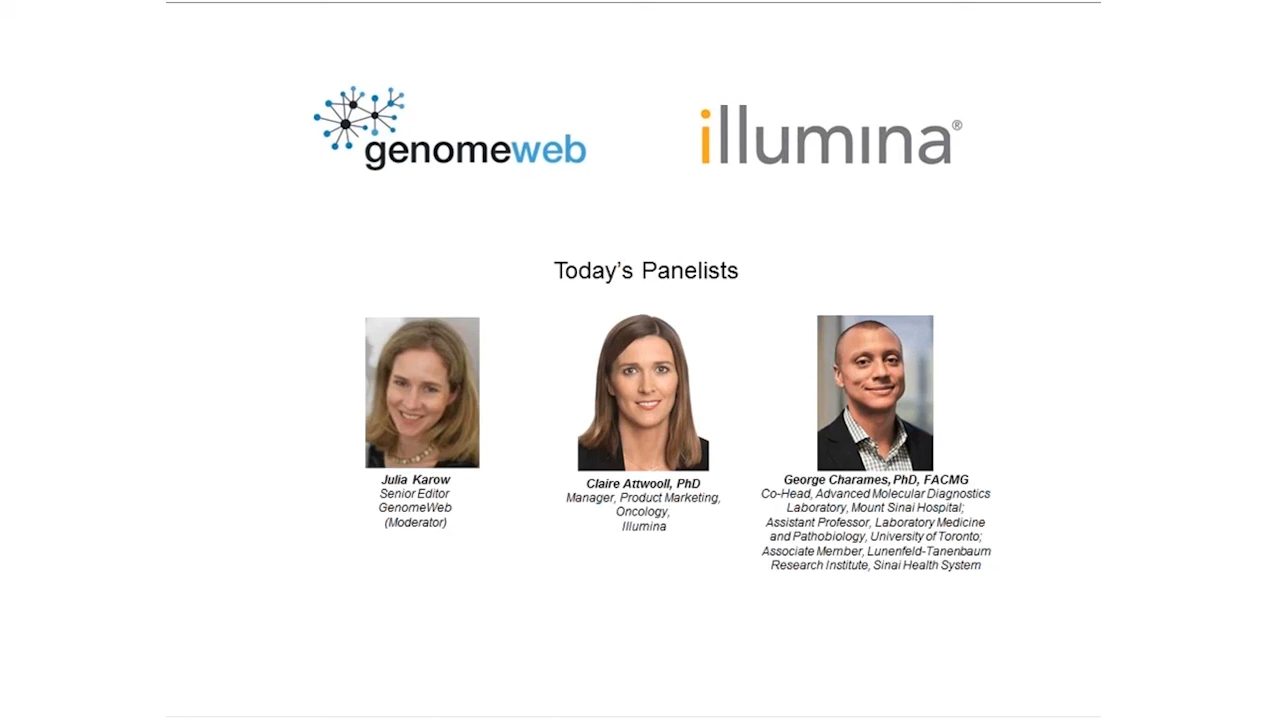 genomeweb
illumina®
Today's Panelists
Julia Karow
Senior Editor
GenomeWeb
(Moderator)
Claire Attwooll, PhD
Manager, Product Marketing,
Oncology,
Illumina
George Charames, PhD, FACMG
Co-Head, Advanced Molecular Diagnostics
Laboratory, Mount Sinai Hospital;
Assistant Professor, Laboratory Medicine
and Pathobiology, University of Toronto;
Associate Member, Lunenfeld-Tanenbaum
Research Institute, Sinai Health System